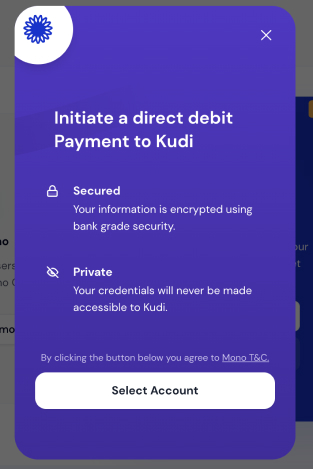 Initiate a direct debit
Payment to Kudi
Secured
Your information is encrypted using
bank grade security.
Private
Your credentials will never be made
accessible to Kudi.
By clicking the button below you agree to Mono T&C.
Select Account